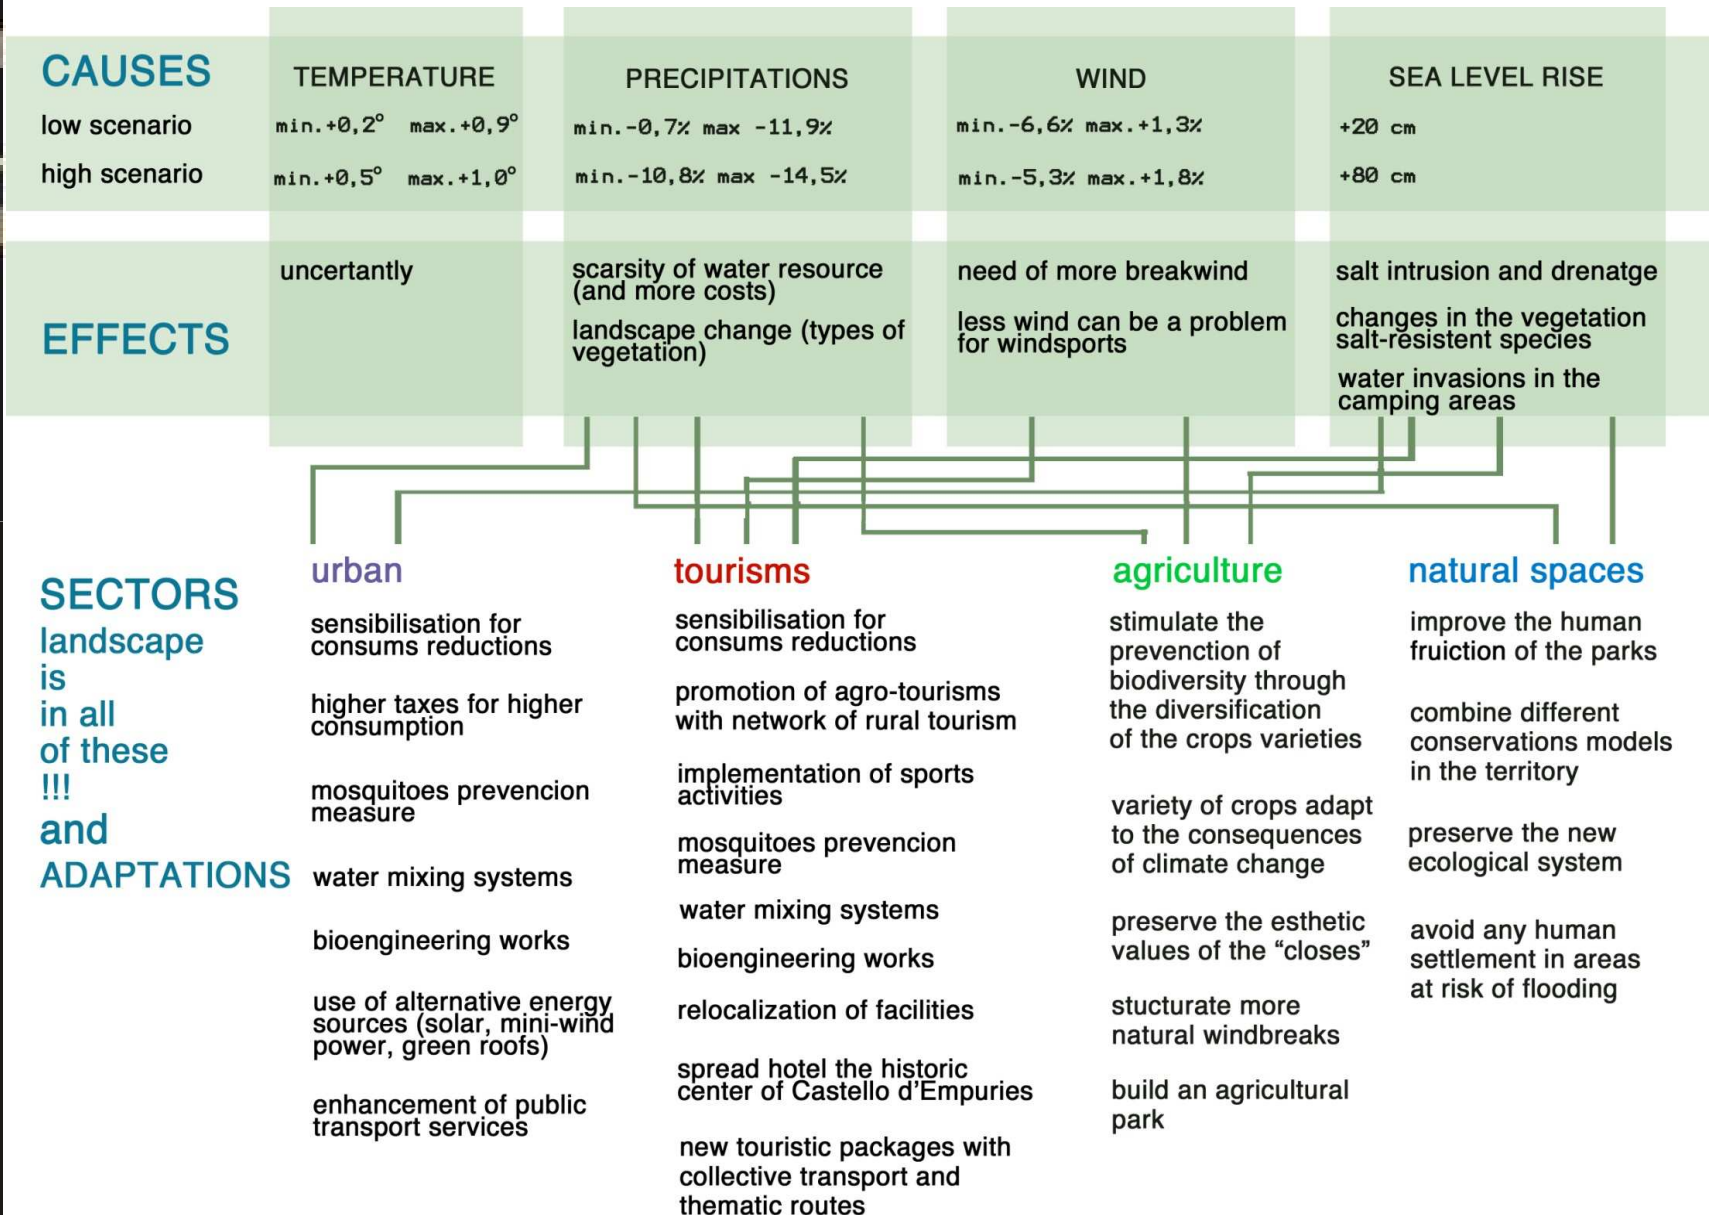 CAUSES
TEMPERATURE
PRECIPITATIONS
WIND
SEA LEVEL RISE
low scenario
min.+0,2° max.+0,9°
min.-0,7% max -11,9%
min.-6,6% max.+1,3%
+20 cm
high scenario
min.+0,5° max.+1,0°
min.-10,8% max -14,5%
min.-5,3% max.+1,8%
+80 cm
EFFECTS
uncertantly
scarsity of water resource
(and more costs)
landscape change (types of
vegetation)
need of more breakwind
less wind can be a problem
for windsports
salt intrusion and drenatge
changes in the vegetation
salt-resistent species
water invasions in the
camping areas
SECTORS
landscape
is
in all
of these
!!!
and
ADAPTATIONS
urban
sensibilisation for
consums reductions
higher taxes for higher
consumption
mosquitoes prevencion
measure
water mixing systems
bioengineering works
use of alternative energy
sources (solar, mini-wind
power, green roofs)
enhancement of public
transport services
tourisms
sensibilisation for
consums reductions
promotion of agro-tourisms
with network of rural tourism
implementation of sports
activities
mosquitoes prevencion
measure
water mixing systems
bioengineering works
relocalization of facilities
spread hotel the historic
center of Castello d'Empuries
new touristic packages with
collective transport and
thematic routes
agriculture
stimulate the
prevenction of
biodiversity through
the diversification
of the crops varieties
variety of crops adapt
to the consequences
of climate change
preserve the esthetic
values of the “closes”
stucturate more
natural windbreaks
build an agricultural
park
natural spaces
improve the human
fruiction of the parks
combine different
conservations models
in the territory
preserve the new
ecological system
avoid any human
settlement in areas
at risk of flooding